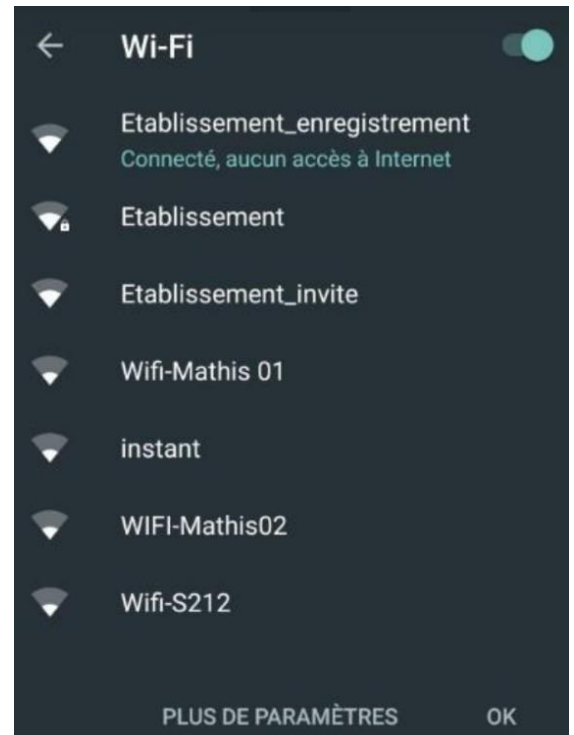 Wi-Fi
Etablissement_enregistrement
Connecté, aucun accès à Internet
Etablissement
Etablissement_invite
Wifi-Mathis 01
instant
WIFI-Mathis02
Wifi-S212
PLUS DE PARAMÈTRES OK